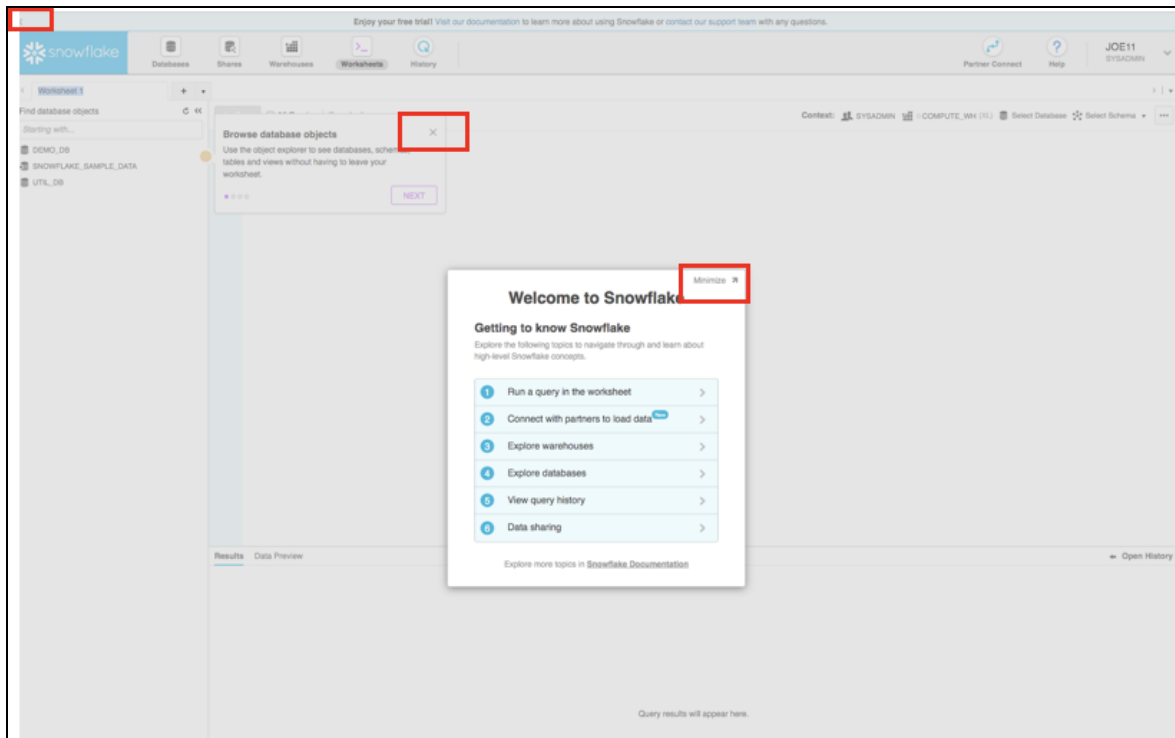 Enjoy your free trial! Visit our documentation to learn more about using Snowflake or contact our support team with any questions.
snowflake
Databases Shares Warehouses Worksheets History Partner Connect Help JOE11
SYSADMIN
Worksheet 1
Find database objects
Starting with...
DEMO_DB
SNOWFLAKE_SAMPLE_DATA
UTIL_DB
Context: SYSADMIN COMPUTE_WH (XL) Select Database Select Schema
Browse database objects
Use the object explorer to see databases, schemas,
tables and views without having to leave your
worksheet.
NEXT
Minimize
Welcome to Snowflake
Getting to know Snowflake
Explore the following topics to navigate through and learn about
high-level Snowflake concepts.
1 Run a query in the worksheet
2 Connect with partners to load data New
3 Explore warehouses
4 Explore databases
5 View query history
6 Data sharing
Explore more topics in Snowflake Documentation
Results Data Preview Open History
Query results will appear here.